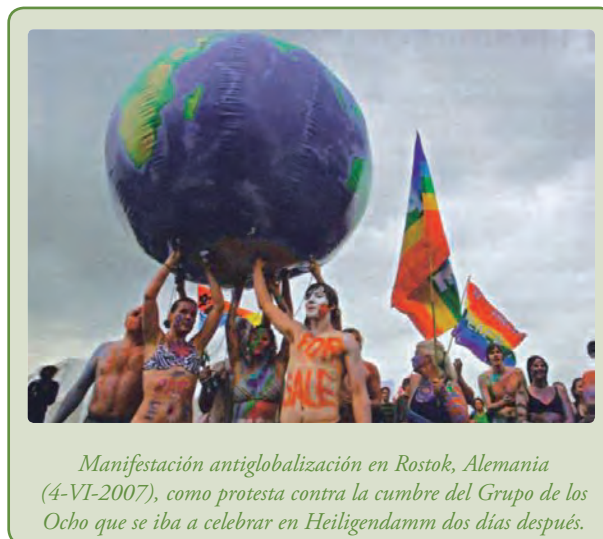 FOR
SALE
Manifestación antiglobalización en Rostok, Alemania
(4-VI-2007), como protesta contra la cumbre del Grupo de los
Ocho que se iba a celebrar en Heiligendamm dos días después.